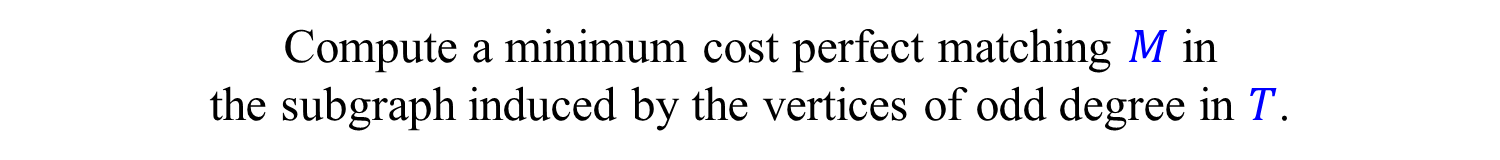 Compute a minimum cost perfect matching M in
the subgraph induced by the vertices of odd degree in T.